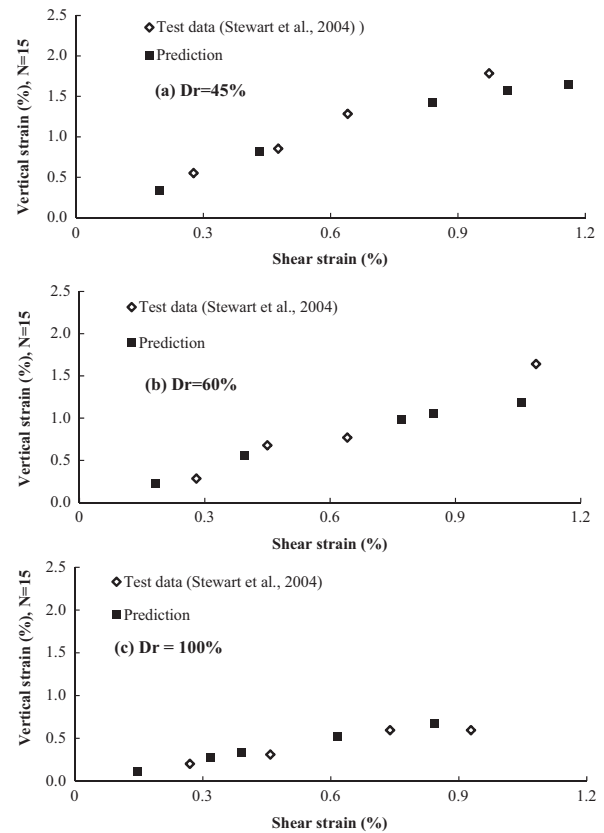 2.5
Test data (Stewart et al., 2004) )
2.0
Prediction
1.5
(a) Dr=45%
1.0
0.5
0.0
0.3
0.6
0.9
1.2
Vertical strain (%), N=15
Shear strain (%)
2.5
Test data (Stewart et al., 2004)
2.0
Prediction
1.5
(b) Dr=60%
1.0
0.5
0.0
0
0.3
0.6
0.9
1.2
Vertical strain (%), N=15
Shear strain (%)
2.5
Test data (Stewart et al., 2004)
2.0
Prediction
(c) Dr = 100%
1.5
1.0
0.5
0.0
0
0.3
0.6
0.9
1.2
Vertical strain (%), N=15
Shear strain (%)